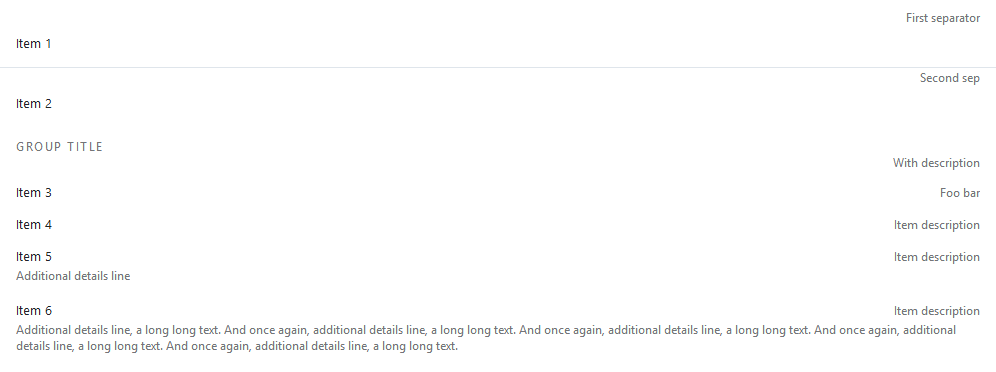 First separator
Item 1
Second sep
Item 2
GROUP TITLE
With description
Item 3 Foo bar
Item 4 Item description
Item 5 Item description
Additional details line
Item 6 Item description
Additional details line, a long long text. And once again, additional details line, a long long text. And once again, additional details line, a long long text. And once again, additional
details line, a long long text. And once again, additional details line, a long long text.